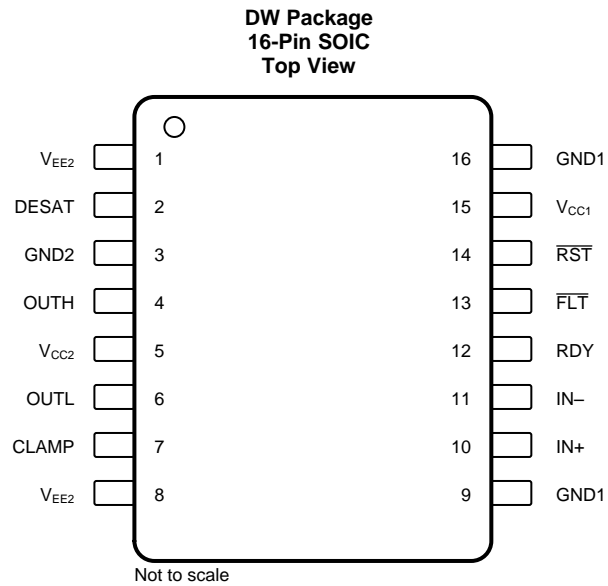 DW Package
16-Pin SOIC
Top View
VEE2 1 16 GND1
DESAT 2 15 VCC1
GND2 3 14 R̅S̅T̅
OUTH 4 13 F̅L̅T̅
VCC2 5 12 RDY
OUTL 6 11 IN–
CLAMP 7 10 IN+
VEE2 8 9 GND1
Not to scale